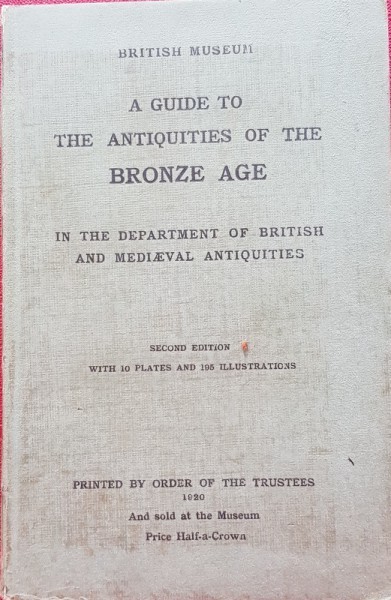 BRITISH MUSEUM
A GUIDE TO
THE ANTIQUITIES OF THE
BRONZE AGE
IN THE DEPARTMENT OF BRITISH
AND MEDIÆVAL ANTIQUITIES
SECOND EDITION
WITH 10 PLATES AND 195 ILLUSTRATIONS
PRINTED BY ORDER OF THE TRUSTEES
1920
And sold at the Museum
Price Half-a-Crown